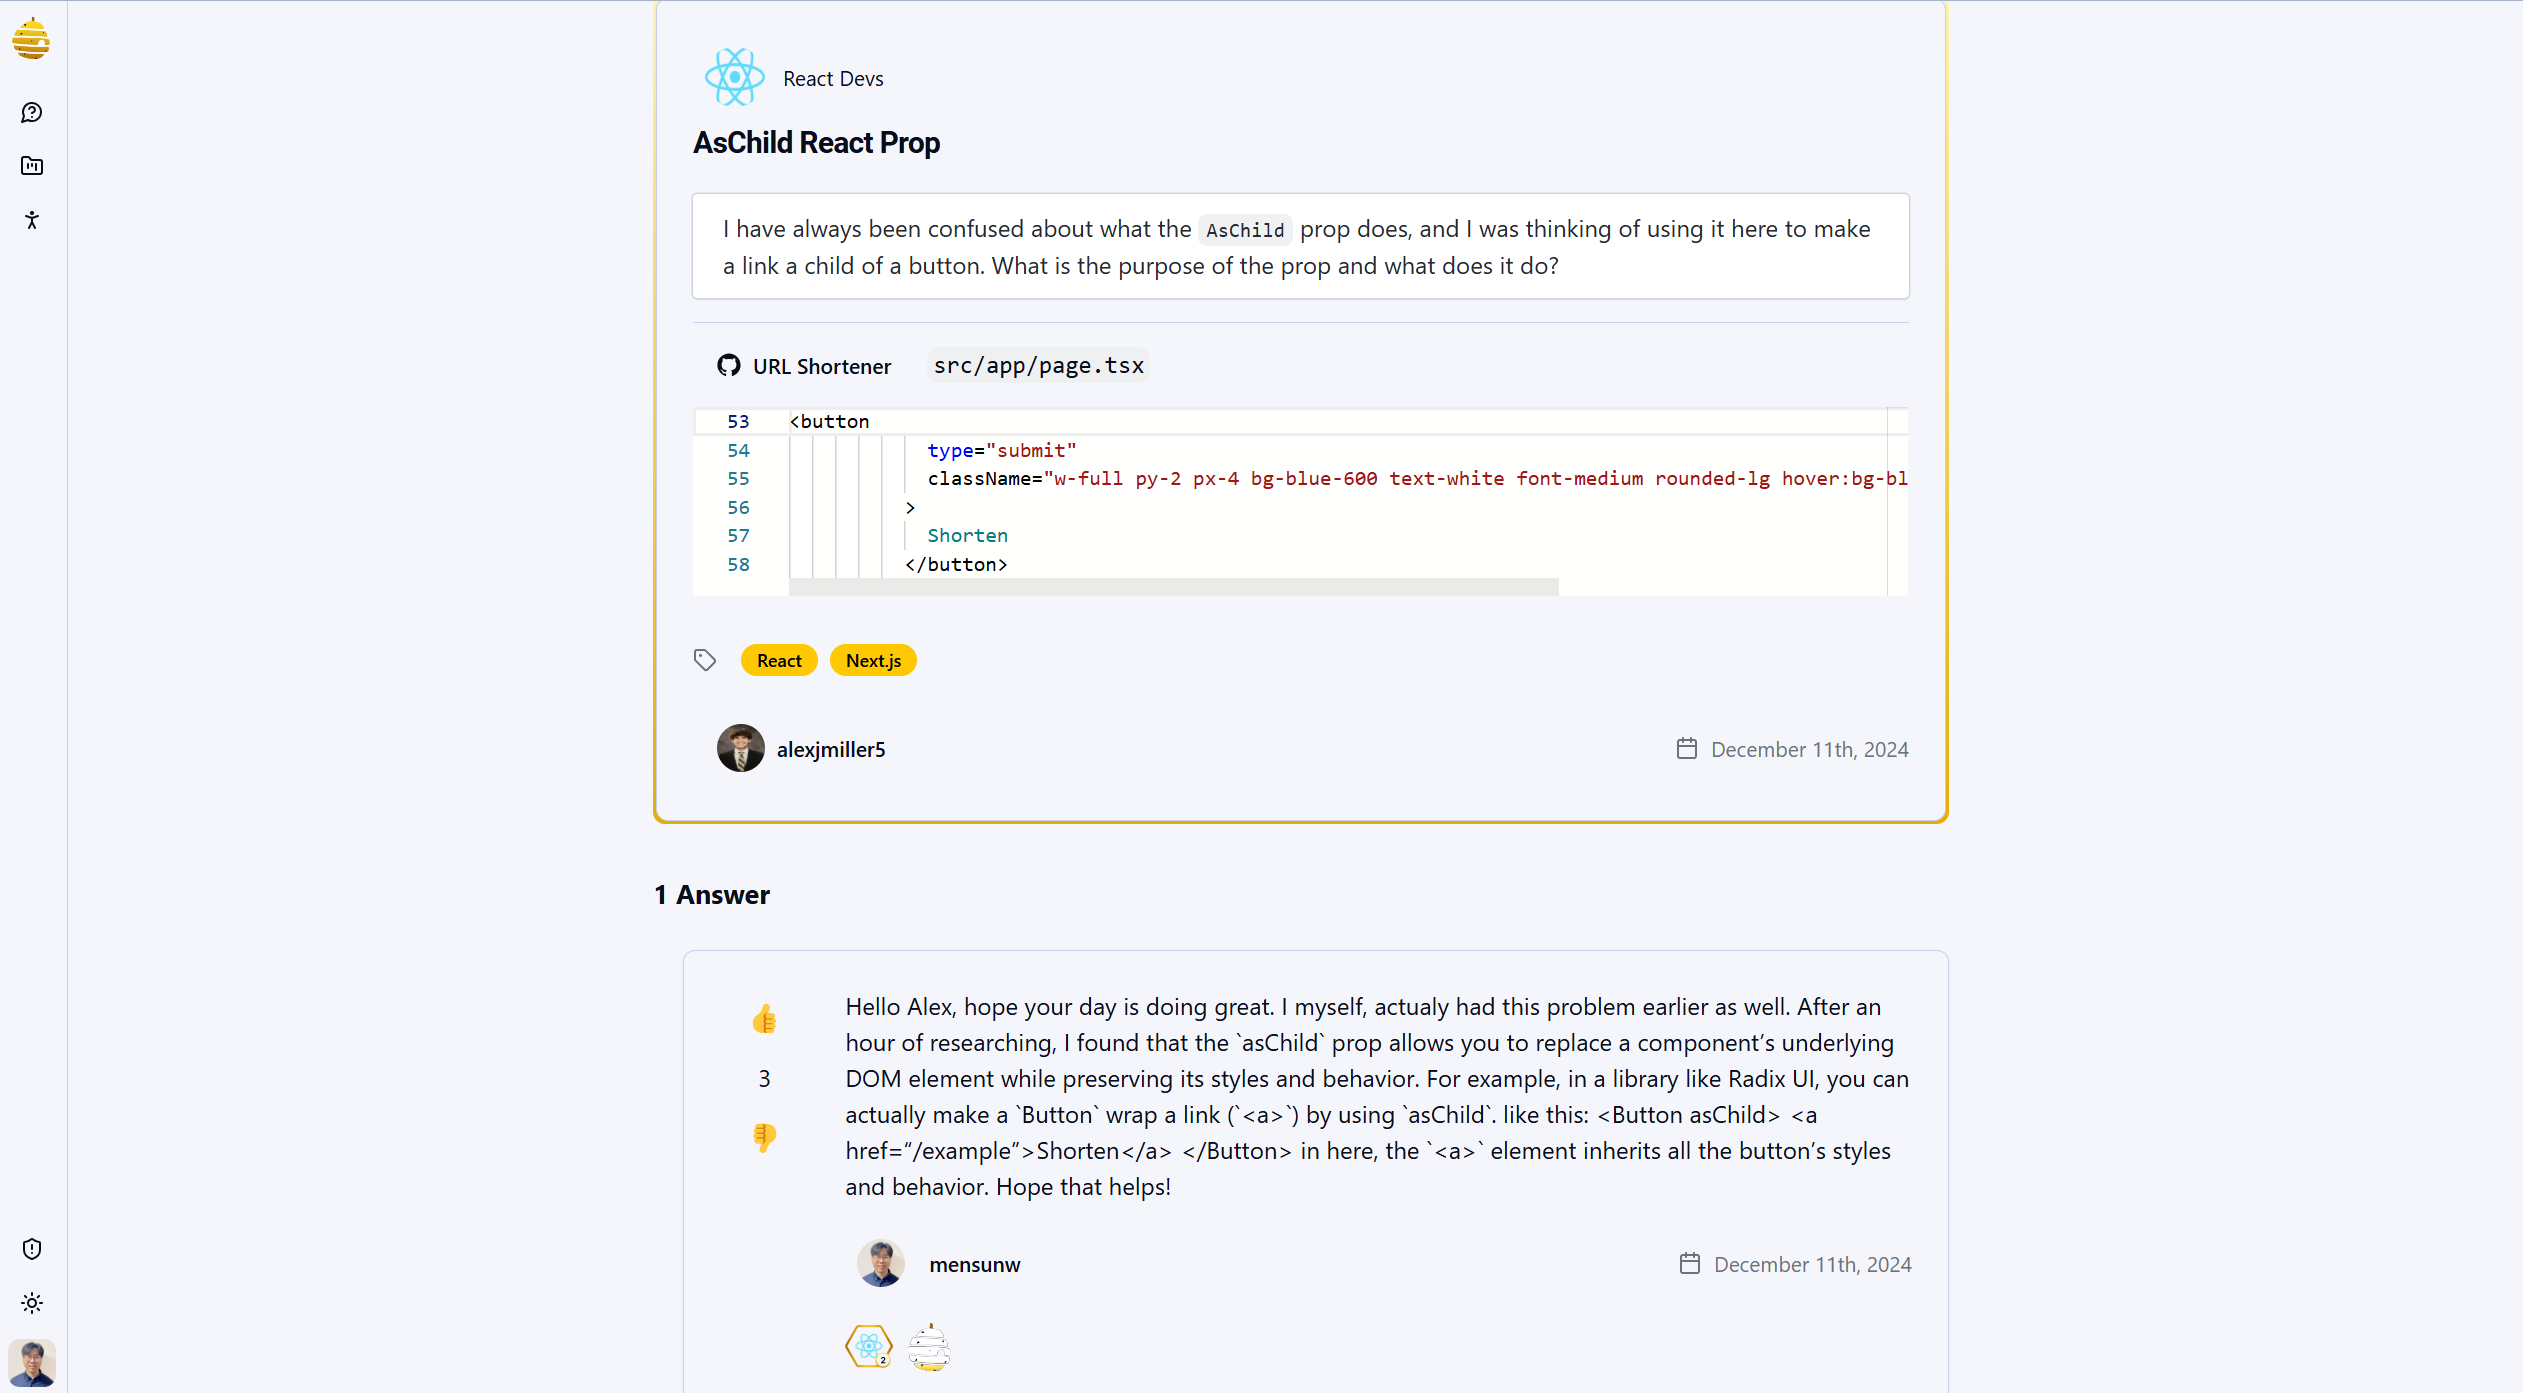 React Devs
AsChild React Prop
I have always been confused about what the AsChild prop does, and I was thinking of using it here to make
a link a child of a button. What is the purpose of the prop and what does it do?
URL Shortener src/app/page.tsx
53 <button
54 type="submit"
55 className="w-full py-2 px-4 bg-blue-600 text-white font-medium rounded-lg hover:bg-bl
56 >
57 Shorten
58 </button>
React Next.js
alexjmiller5 December 11th, 2024
1 Answer
Hello Alex, hope your day is doing great. I myself, actualy had this problem earlier as well. After an
hour of researching, I found that the `asChild` prop allows you to replace a component’s underlying
3
DOM element while preserving its styles and behavior. For example, in a library like Radix UI, you can
actually make a `Button` wrap a link (`<a>`) by using `asChild`. like this: <Button asChild> <a
href=“/example”>Shorten</a> </Button> in here, the `<a>` element inherits all the button’s styles
and behavior. Hope that helps!
mensunw December 11th, 2024
2